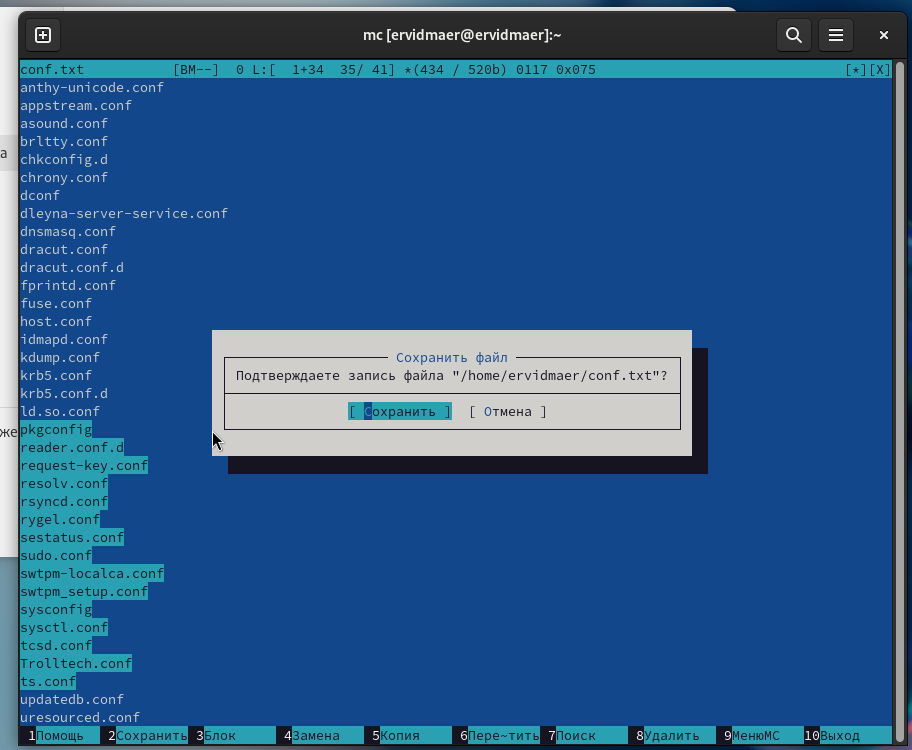 mc [ervidmaer@ervidmaer]:~
conf.txt [BM--] 0 L:[ 1+34 35/ 41] *(434 / 520b) 0117 0x075 [*][X]
anthy-unicode.conf
appstream.conf
asound.conf
brltty.conf
а
chkconfig.d
chrony.conf
dconf
dleyna-server-service.conf
dnsmasq.conf
dracut.conf
dracut.conf.d
fprintd.conf
fuse.conf
host.conf
idmapd.conf
kdump.conf
krb5.conf
krb5.conf.d
ld.so.conf
же
pkgconfig
reader.conf.d
request-key.conf
resolv.conf
rsyncd.conf
rygel.conf
sestatus.conf
sudo.conf
swtpm-localca.conf
swtpm_setup.conf
sysconfig
sysctl.conf
tcsd.conf
Trolltech.conf
ts.conf
updatedb.conf
uresourced.conf
Сохранить файл
Подтверждаете запись файла "/home/ervidmaer/conf.txt"?
[ Сохранить ] [ Отмена ]
1Помощь 2Сохранить 3Блок 4Замена 5Копия 6Пере~тить 7Поиск 8Удалить 9МенюMC 10Выход